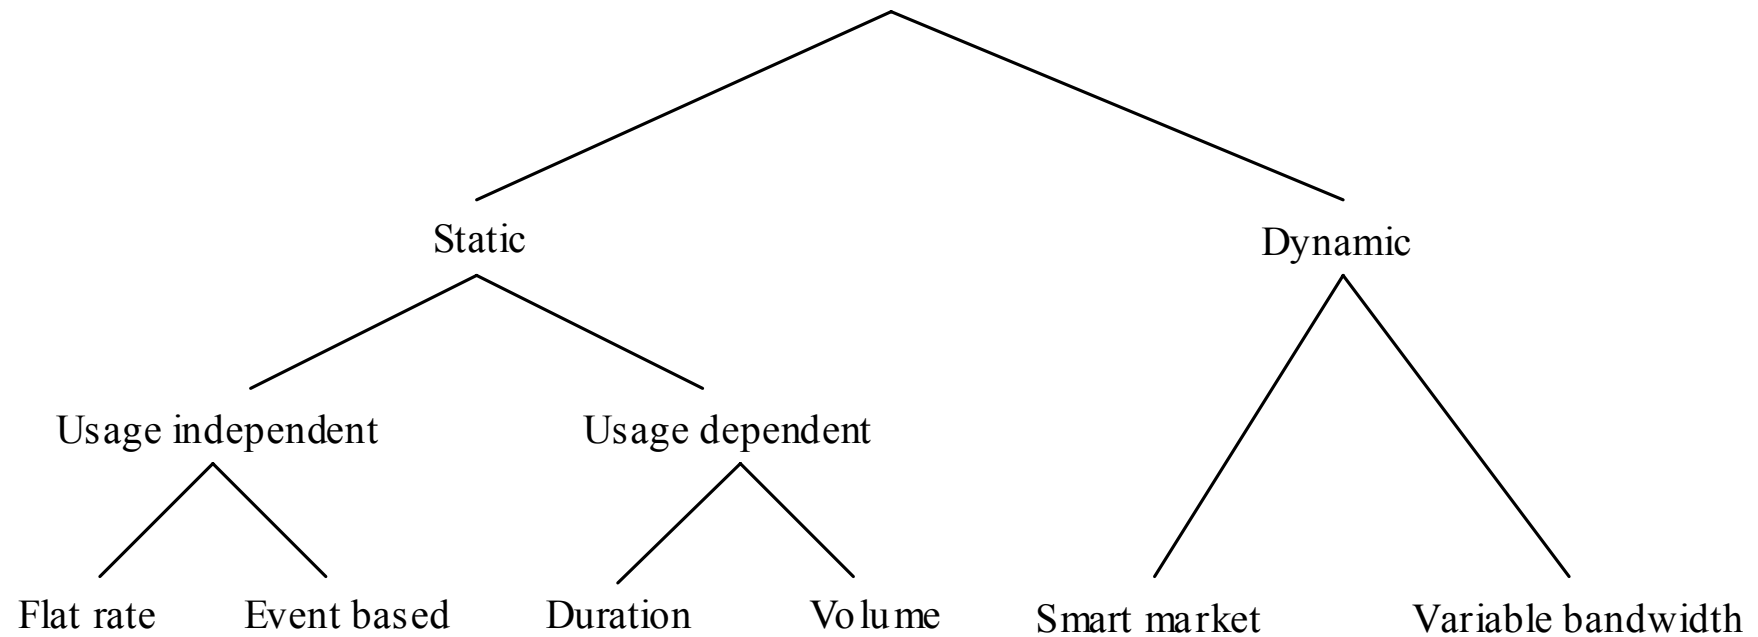 Static
Dynamic
Usage independent
Usage dependent
Flat rate
Event based
Duration
Volume
Smart market
Variable bandwidth